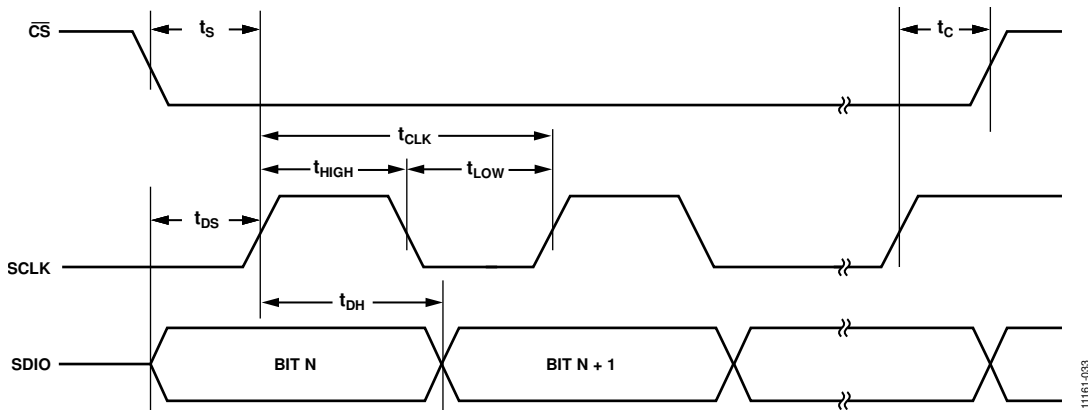 CS
tS
tC
tCLK
tHIGH
tLOW
tDS
SCLK
tDH
SDIO
BIT N
BIT N + 1
11161-033